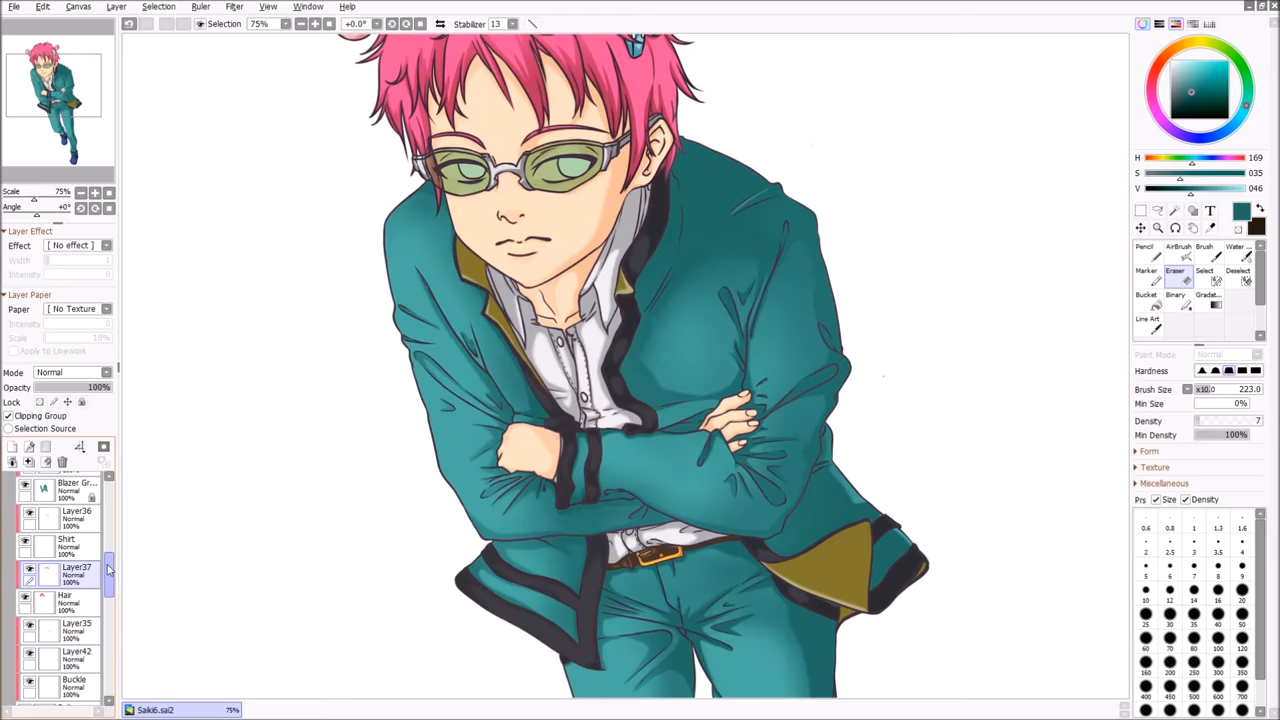 File Edit Canvas Layer Selection Ruler Filter View Window Help
Selection 75% +0.0° Stabilizer 13
Scale 75%
Angle +0°
Layer Effect
Effect [ No effect ]
Width 1
Intensity 0
Layer Paper
Paper [ No Texture
Scale 10%
Intensity 0
Apply to Linework
Mode Normal
Opacity 100%
Lock
Clipping Group
Selection Source
Blazer Gr...
Normal
100%
Layer36
Normal
100%
Shirt
Normal
100%
Layer37
Normal
100%
Hair
Normal
100%
Layer35
Normal
100%
Layer42
Normal
100%
Buckle
Normal
100%
Saiki6.sai2 75%
H 169
S 035
V 046
T
Pencil AirBrush Brush Water ...
Marker Eraser Select Deselect
Bucket Binary Gradat...
Line Art
Paint Mode Normal
Hardness
Brush Size x10.0 223.0
Min Size 0%
Density 7
Min Density 100%
Form
Texture
Miscellaneous
Prs Size Density
0.6 0.8 1 1.3 1.6
2 2.5 3 3.5 4
5 6 7 8 9
10 12 14 16 20
25 30 35 40 50
60 70 80 100 120
160 200 250 300 350
400 450 500 600 700